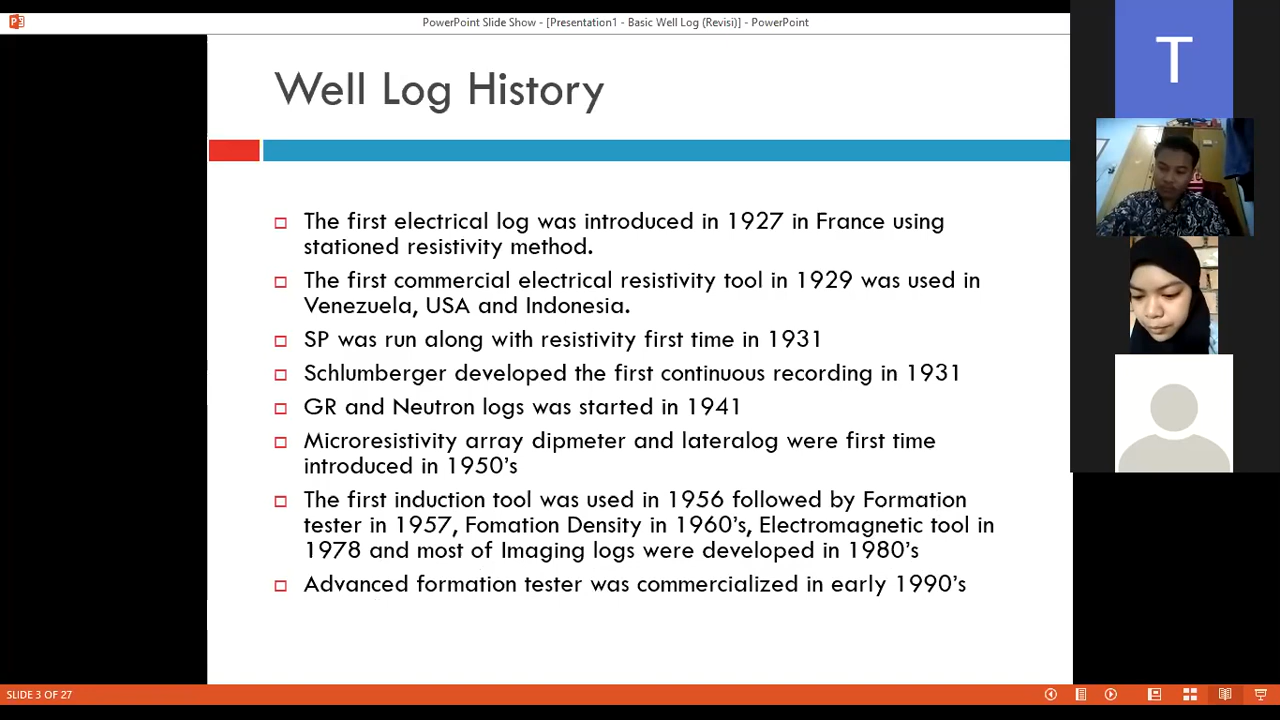 PowerPoint Slide Show - [Presentation1 - Basic Well Log (Revisi)] - PowerPoint
T
Well Log History
The first electrical log was introduced in 1927 in France using
stationed resistivity method.
The first commercial electrical resistivity tool in 1929 was used in
Venezuela, USA and Indonesia.
SP was run along with resistivity first time in 1931
Schlumberger developed the first continuous recording in 1931
GR and Neutron logs was started in 1941
Microresistivity array dipmeter and lateralog were first time
introduced in 1950's
The first induction tool was used in 1956 followed by Formation
tester in 1957, Fomation Density in 1960's, Electromagnetic tool in
1978 and most of Imaging logs were developed in 1980's
Advanced formation tester was commercialized in early 1990's
SLIDE 3 OF 27